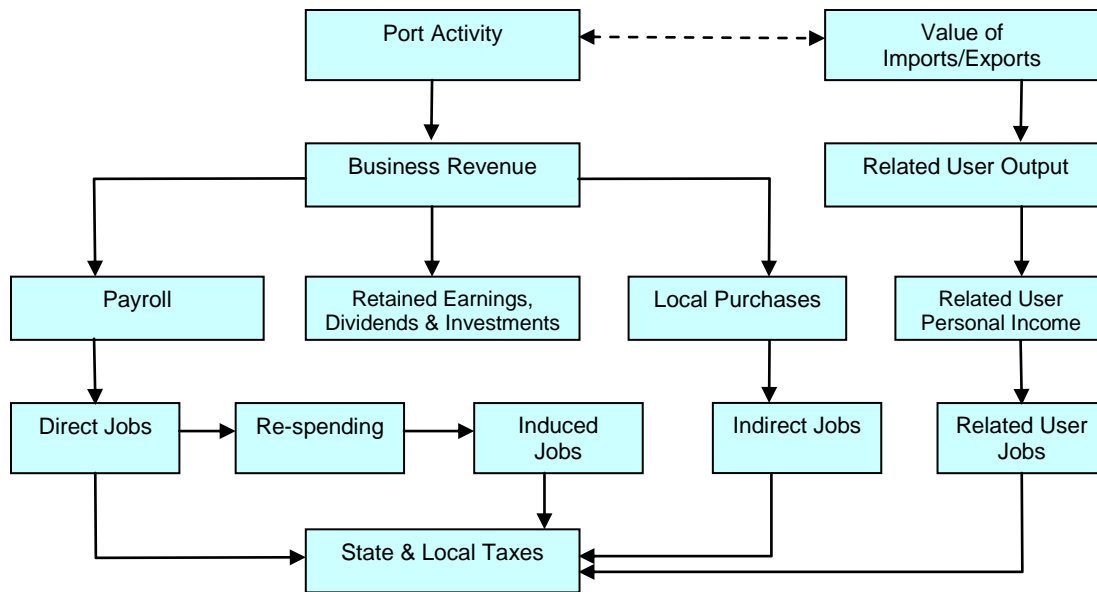 Port Activity
Value of
Imports/Exports
Business Revenue
Related User Output
Payroll
Retained Earnings,
Dividends & Investments
Local Purchases
Related User
Personal Income
Direct Jobs
Re-spending
Induced
Jobs
Indirect Jobs
Related User
Jobs
State & Local Taxes